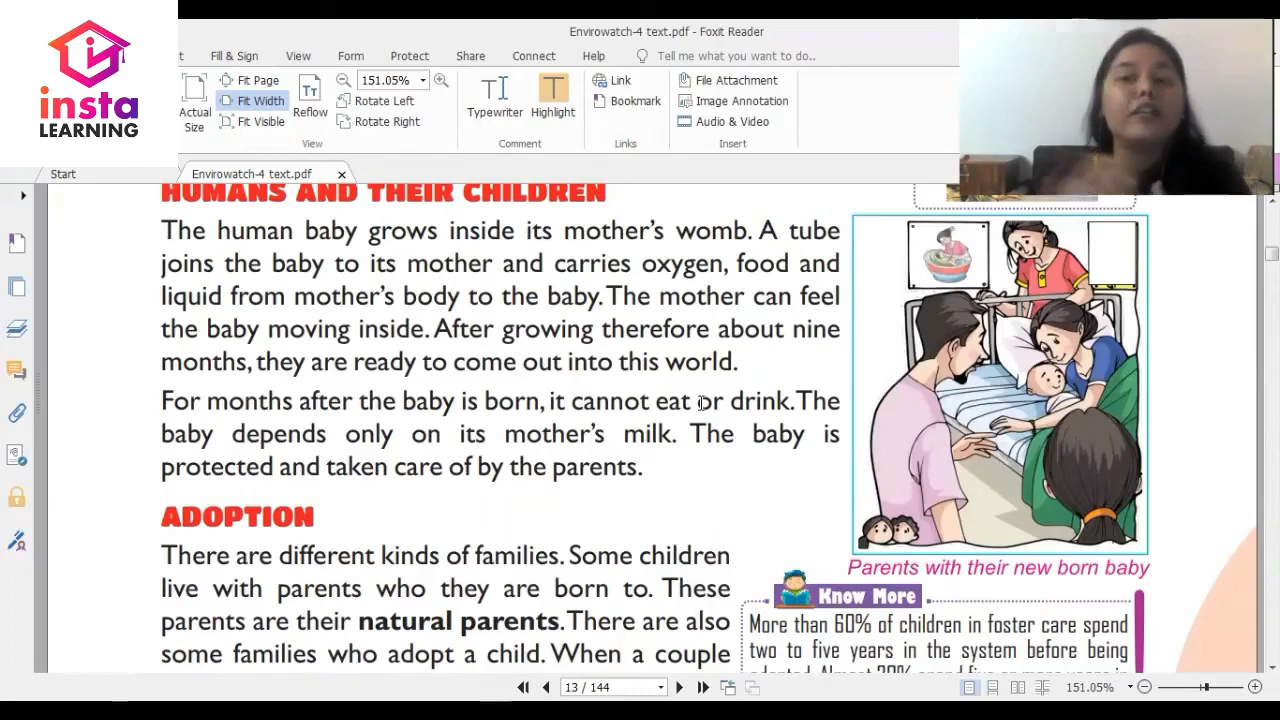 insta
LEARNING
Envirowatch-4 text.pdf - Foxit Reader
Fill & Sign View Form Protect Share Connect Help Tell me what you want to do..
Actual
Size
Fit Page
Fit Width
Fit Visible
Reflow
151.05%
Rotate Left
Rotate Right
View
Typewriter
Highlight
Comment
Link
Bookmark
Links
File Attachment
Image Annotation
Audio & Video
Insert
Start
Envirowatch-4 text.pdf
HUMANS AND THEIR CHILDREN
The human baby grows inside its mother's womb. A tube
joins the baby to its mother and carries oxygen, food and
liquid from mother's body to the baby. The mother can feel
the baby moving inside. After growing therefore about nine
months, they are ready to come out into this world.
For months after the baby is born, it cannot eat or drink. The
baby depends only on its mother's milk. The baby is
protected and taken care of by the parents.
Parents with their new born baby
ADOPTION
There are different kinds of families. Some children
live with parents who they are born to. These
parents are their natural parents. There are also
some families who adopt a child. When a couple
Know More
More than 60% of children in foster care spend
two to five years in the system before being
13 / 144
151.05%